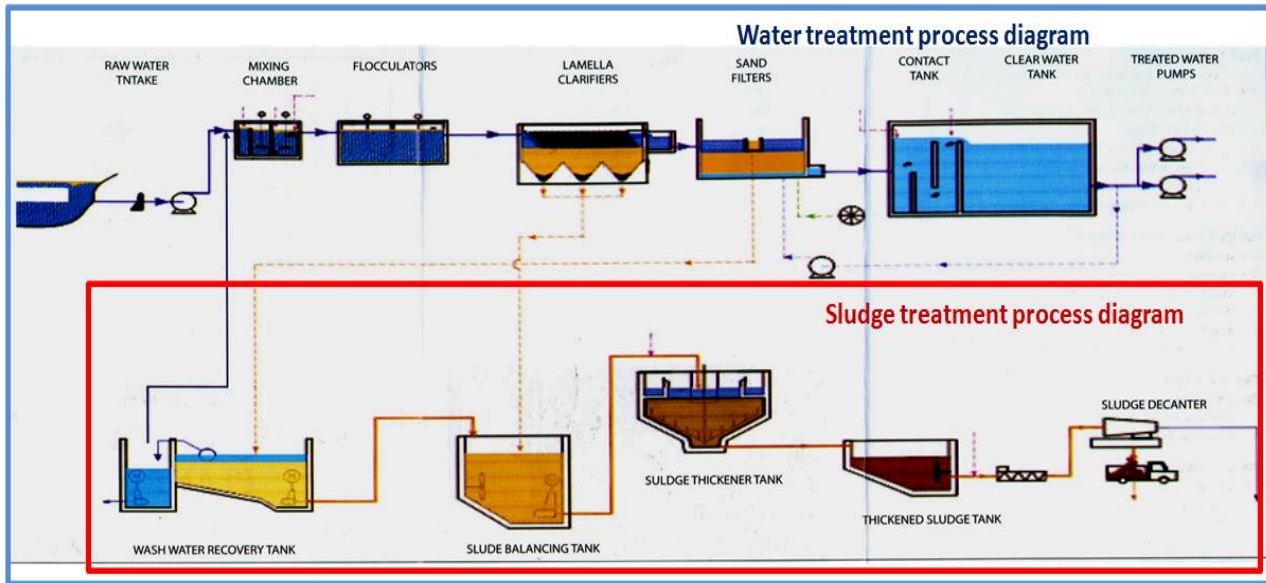 Water treatment process diagram
RAW WATER
TNTAKE
MIXING
CHAMBER
FLOCCULATORS
LAMELLA
CLARIFIERS
SAND
FILTERS
CONTACT
TANK
CLEAR WATER
TANK
TREATED WATER
PUMPS
Sludge treatment process diagram
SLUDGE DECANTER
SULDGE THICKENER TANK
THICKENED SLUDGE TANK
WASH WATER RECOVERY TANK
SLUDE BALANCING TANK